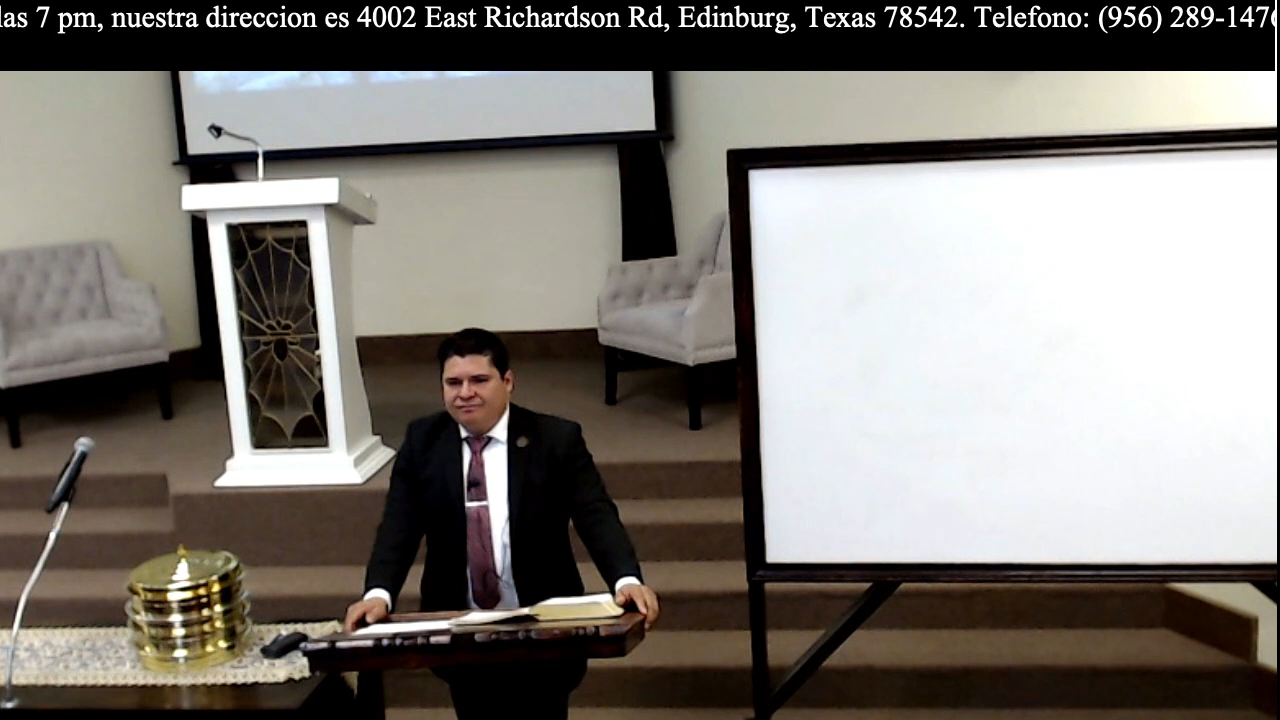 las 7 pm, nuestra direccion es 4002 East Richardson Rd, Edinburg, Texas 78542. Telefono: (956) 289-147